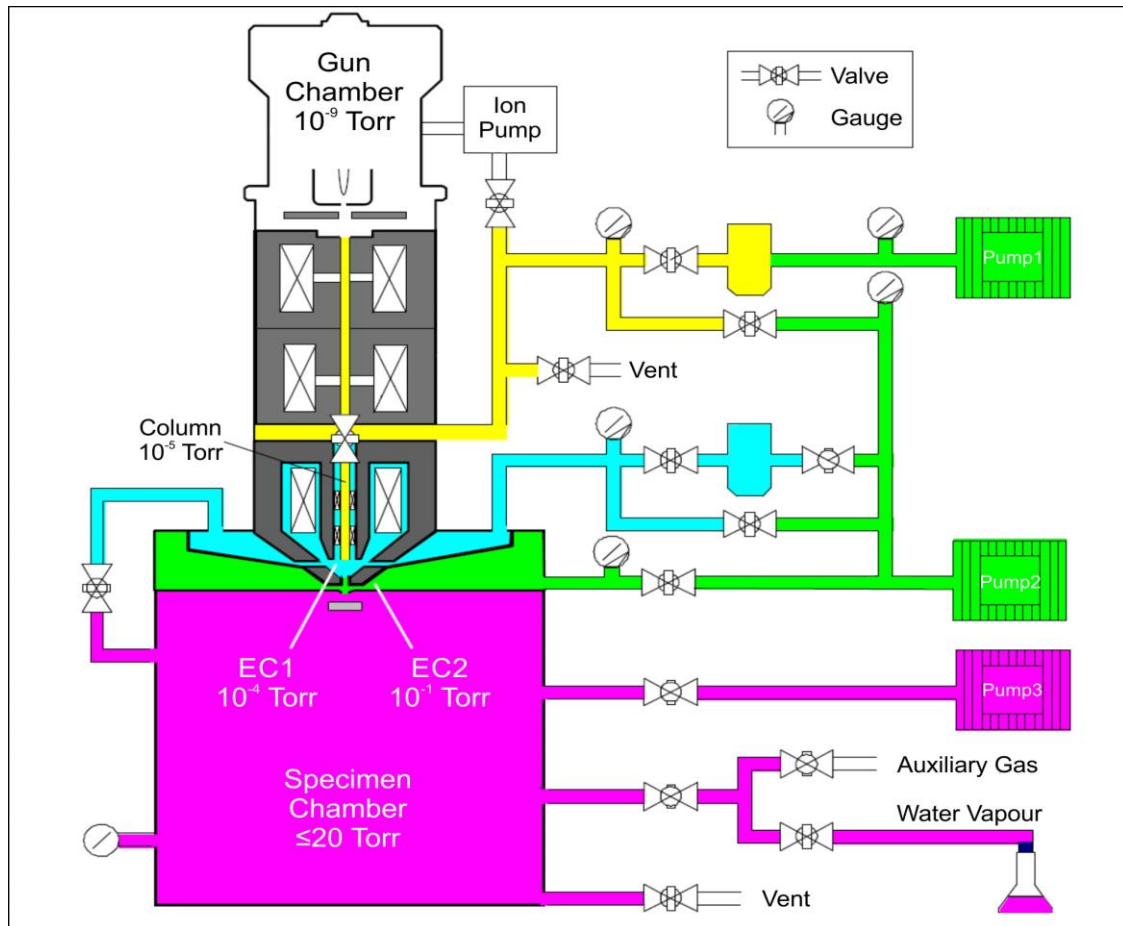 Gun
Chamber
10⁻⁹ Torr
Ion
Pump
Valve
Gauge
Pump1
Vent
Column
10⁻⁵ Torr
Pump2
EC1
10⁻⁴ Torr
EC2
10⁻¹ Torr
Pump3
Specimen
Chamber
≤20 Torr
Auxiliary Gas
Water Vapour
Vent